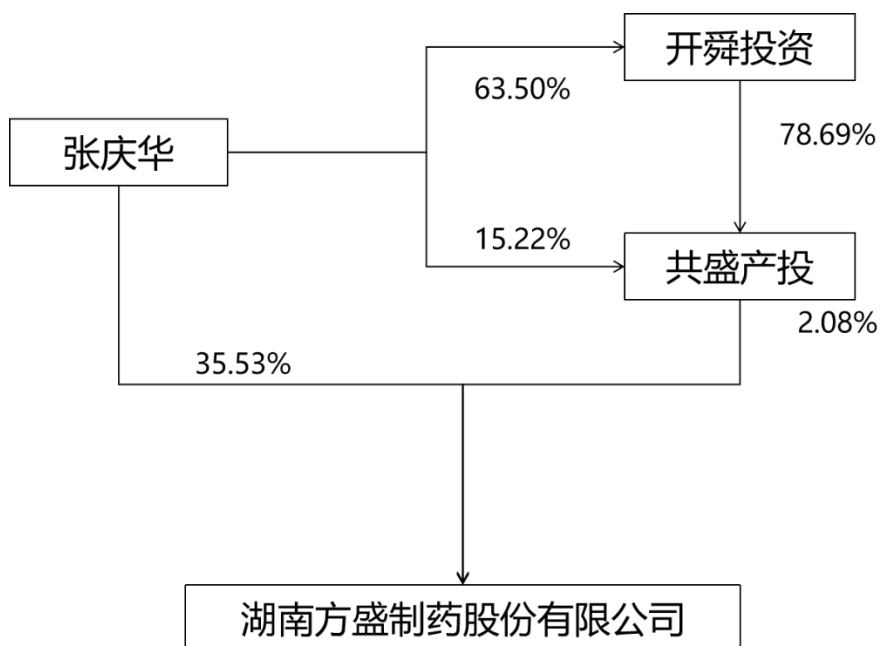 开舜投资
63.50%
78.69%
张庆华
15.22%
共盛产投
2.08%
35.53%
湖南方盛制药股份有限公司